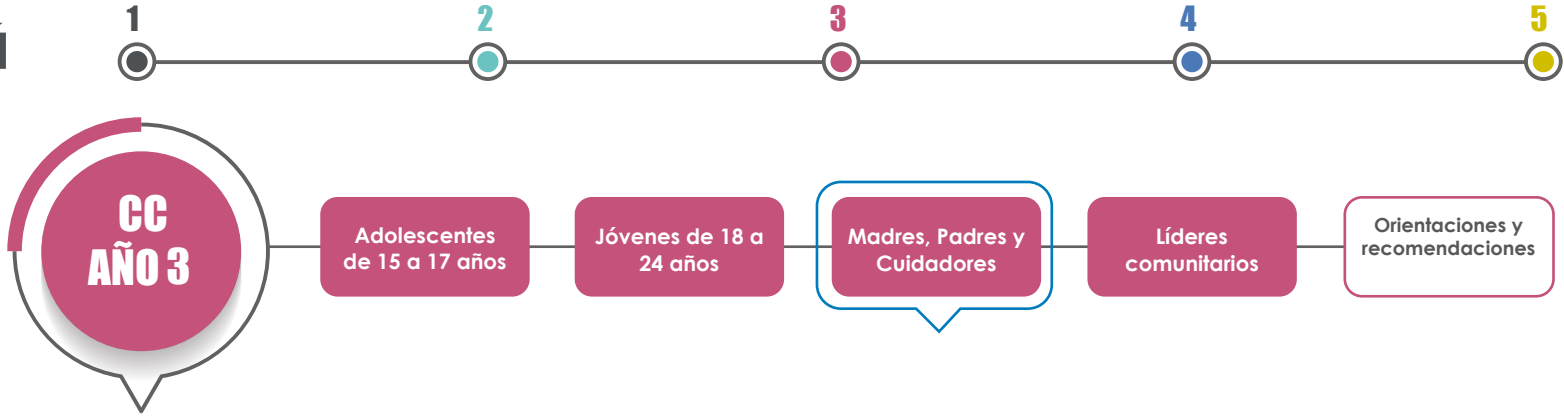 1
2
3
4
5
CC
AÑO 3
Adolescentes
de 15 a 17 años
Jóvenes de 18 a
24 años
Madres, Padres y
Cuidadores
Líderes
comunitarios
Orientaciones y
recomendaciones